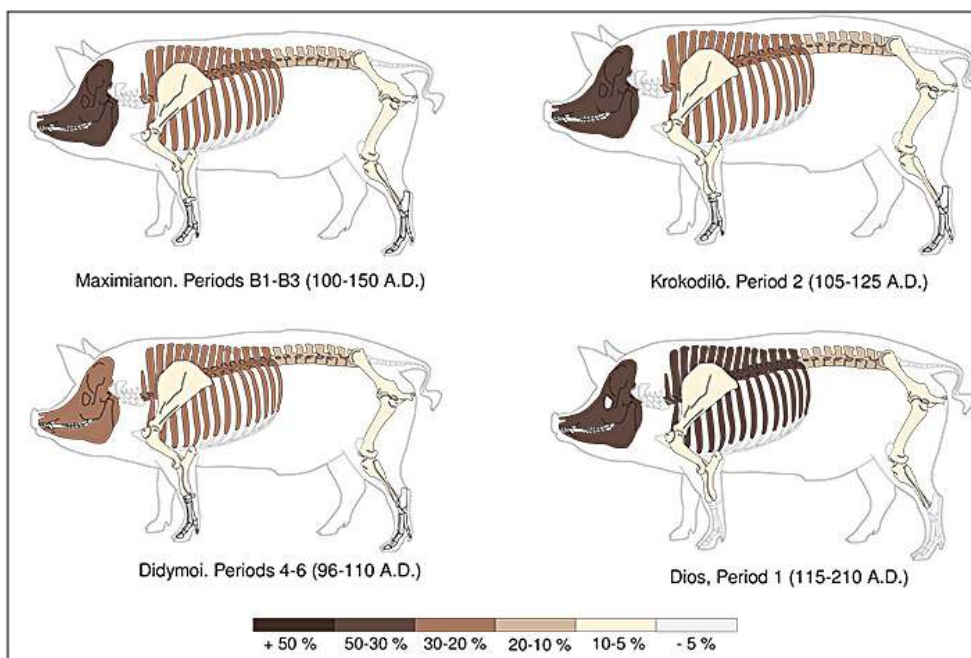 Maximianon. Periods B1-B3 (100-150 A.D.)
Krokodilô. Period 2 (105-125 A.D.)
Didymoi. Periods 4-6 (96-110 A.D.)
Dios, Period 1 (115-210 A.D.)
+ 50 % 50-30 % 30-20 % 20-10 % 10-5 % - 5 %